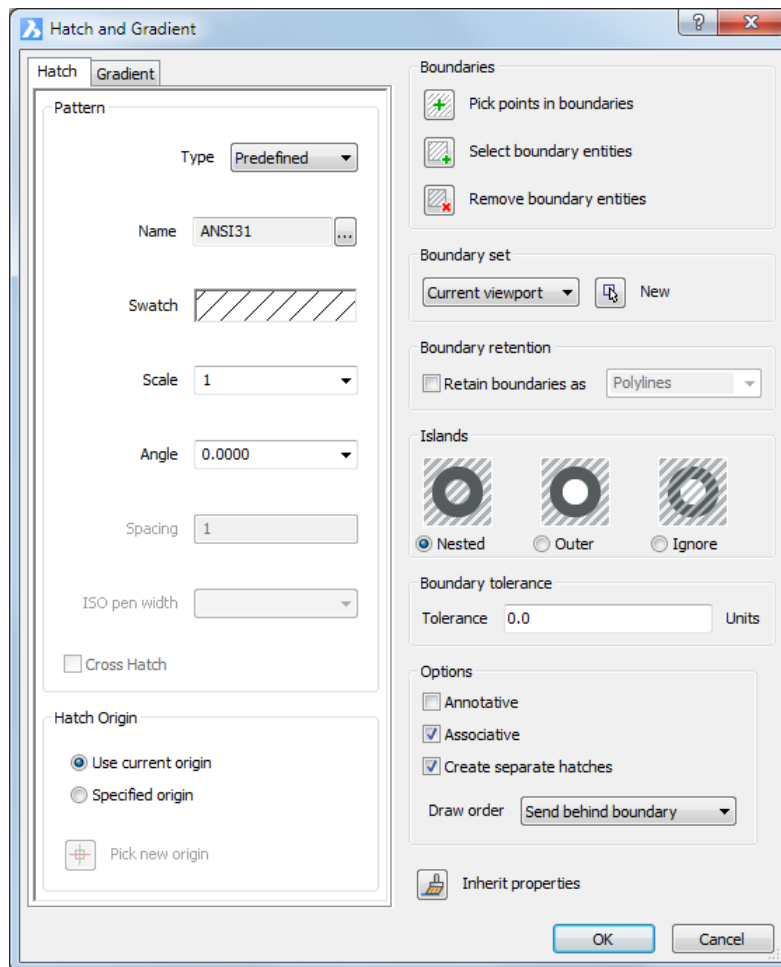 Hatch and Gradient
?
Hatch
Gradient
Pattern
Type Predefined
Name ANSI31 ...
Swatch
Scale 1
Angle 0.0000
Spacing 1
ISO pen width
Cross Hatch
Hatch Origin
Use current origin
Specified origin
Pick new origin
Boundaries
Pick points in boundaries
Select boundary entities
Remove boundary entities
Boundary set
Current viewport New
Boundary retention
Retain boundaries as Polylines
Islands
Nested Outer Ignore
Boundary tolerance
Tolerance 0.0 Units
Options
Annotative
Associative
Create separate hatches
Draw order Send behind boundary
Inherit properties
OK Cancel